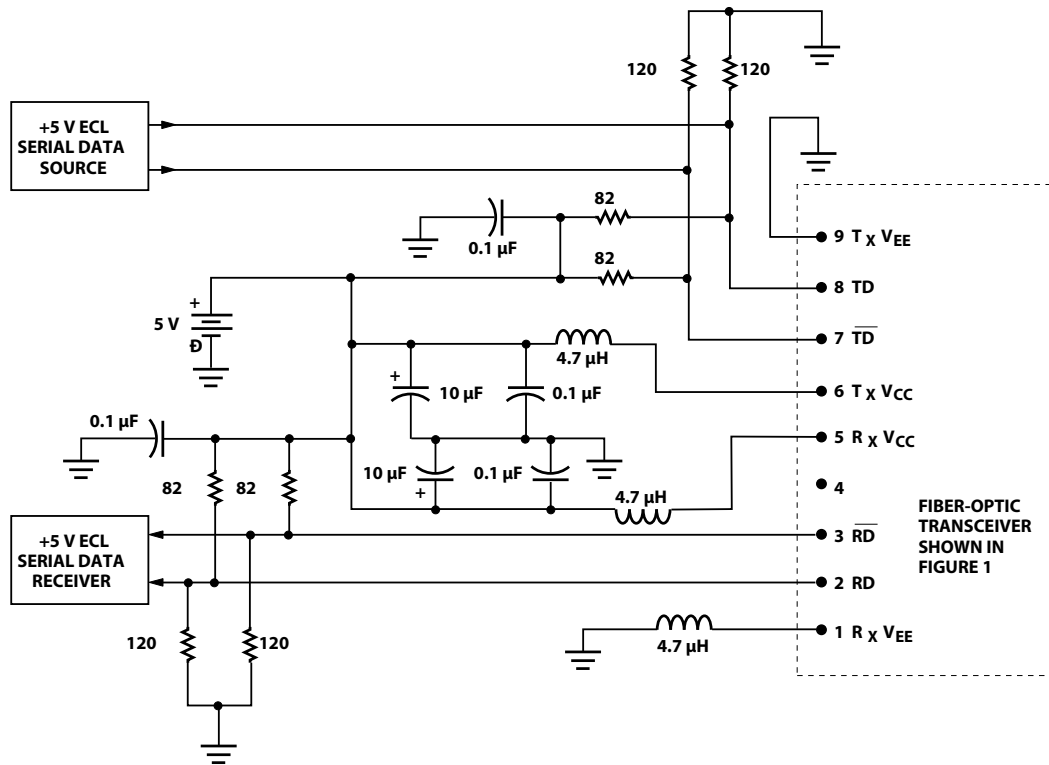 120
120
+5 V ECL
SERIAL DATA
SOURCE
82
0.1 µF
82
9 T X VEE
8 TD
+
5 V
Đ
4.7 µH
7 TD
+
10 µF
0.1 µF
6 T X VCC
0.1 µF
5 R X VCC
82
82
10 µF
+
0.1 µF
4.7 µH
4
FIBER-OPTIC
TRANSCEIVER
SHOWN IN
FIGURE 1
+5 V ECL
SERIAL DATA
RECEIVER
3 RD
2 RD
120
120
4.7 µH
1 R X VEE